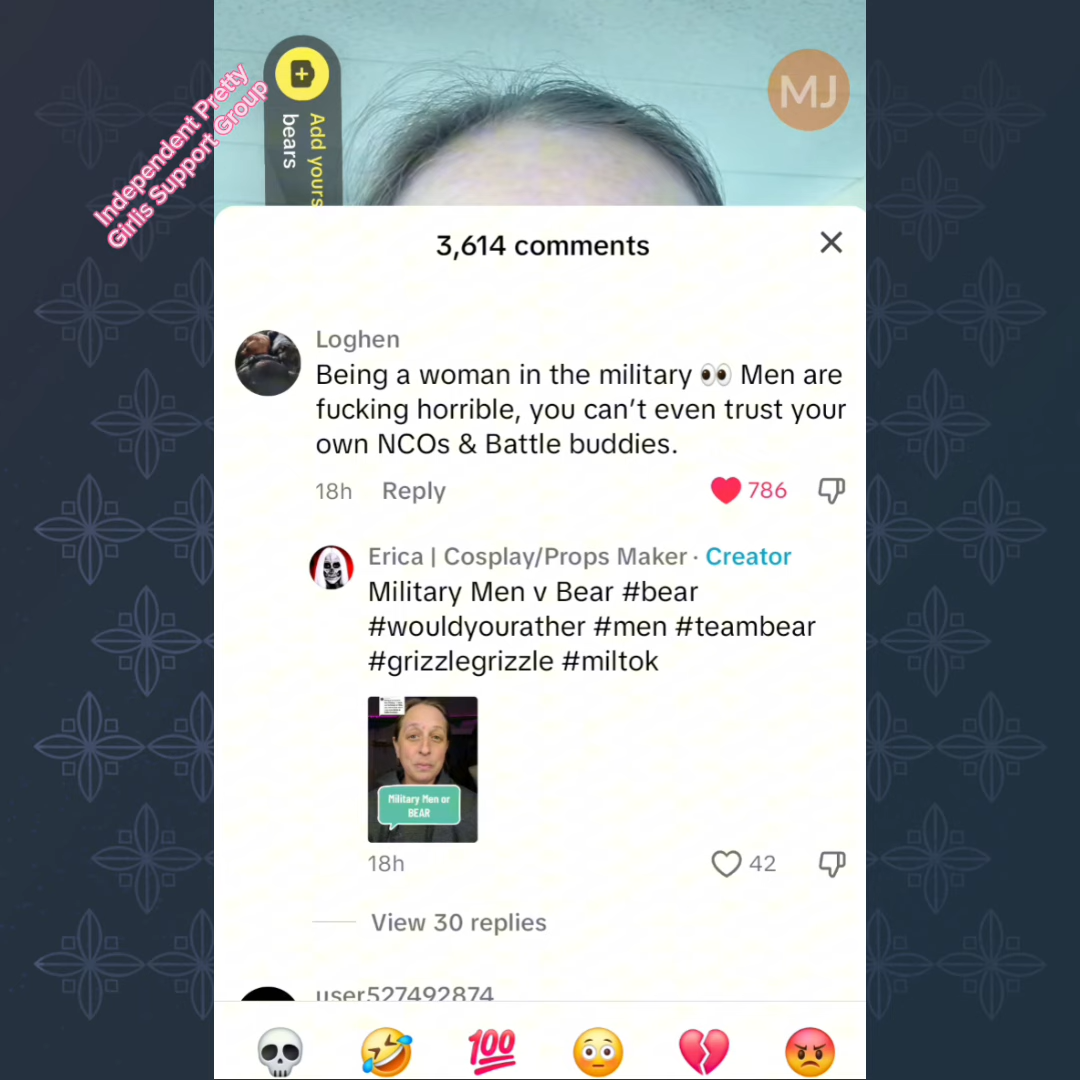 Independent Pretty
Girlis Support Group
Add yours
bears
MJ
3,614 comments
Loghen
Being a woman in the military 👀 Men are
fucking horrible, you can’t even trust your
own NCOs & Battle buddies.
18h Reply 786
Erica | Cosplay/Props Maker · Creator
Military Men v Bear #bear
#wouldyourather #men #teambear
#grizzlegrizzle #miltok
Military Men or
BEAR
18h 42
View 30 replies
user527492874
💀 🤣 💯 😳 💔 😡